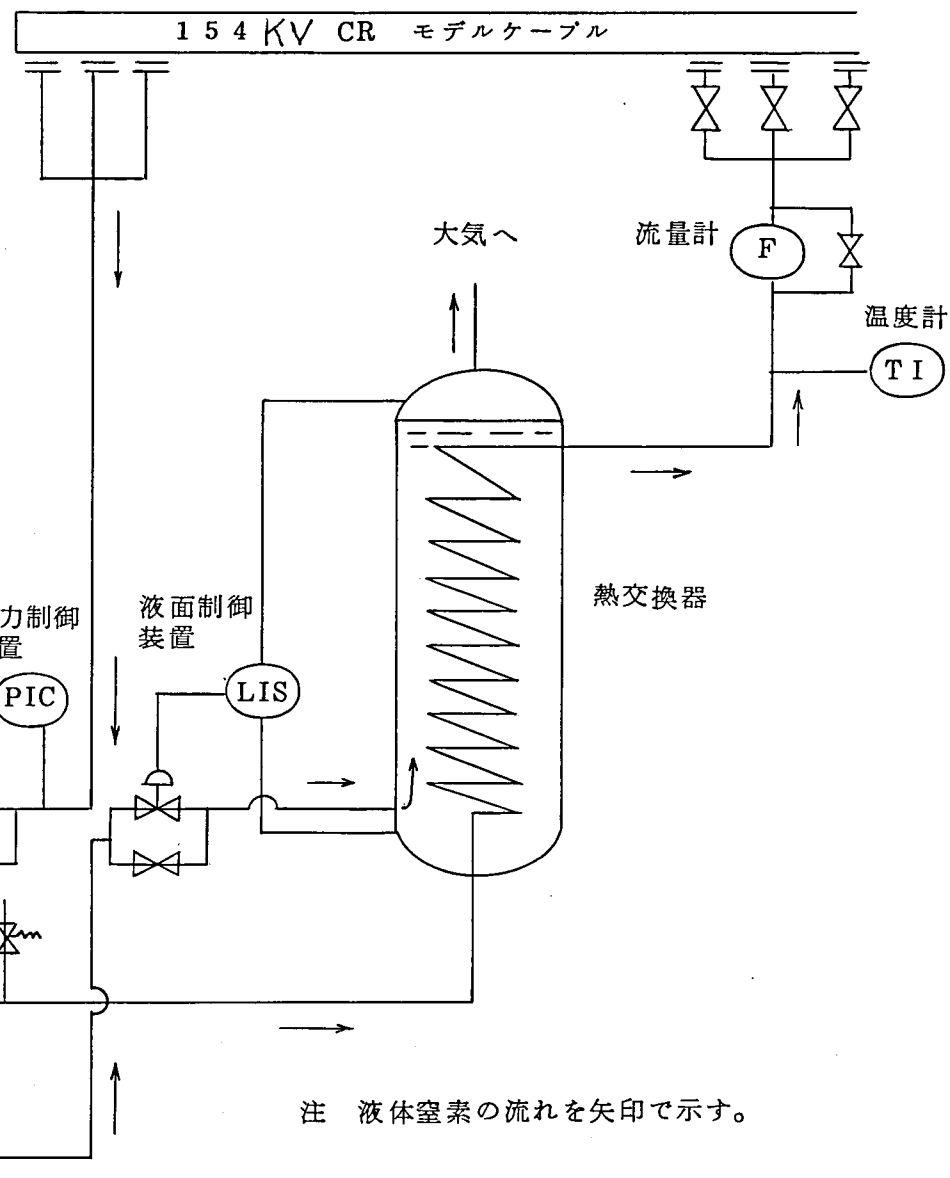 154 KV CR モデルケーブル
大気へ
流量計
F
温度計
TI
熱交換器
力制御
置
PIC
液面制御
装置
LIS
注 液体窒素の流れを矢印で示す。